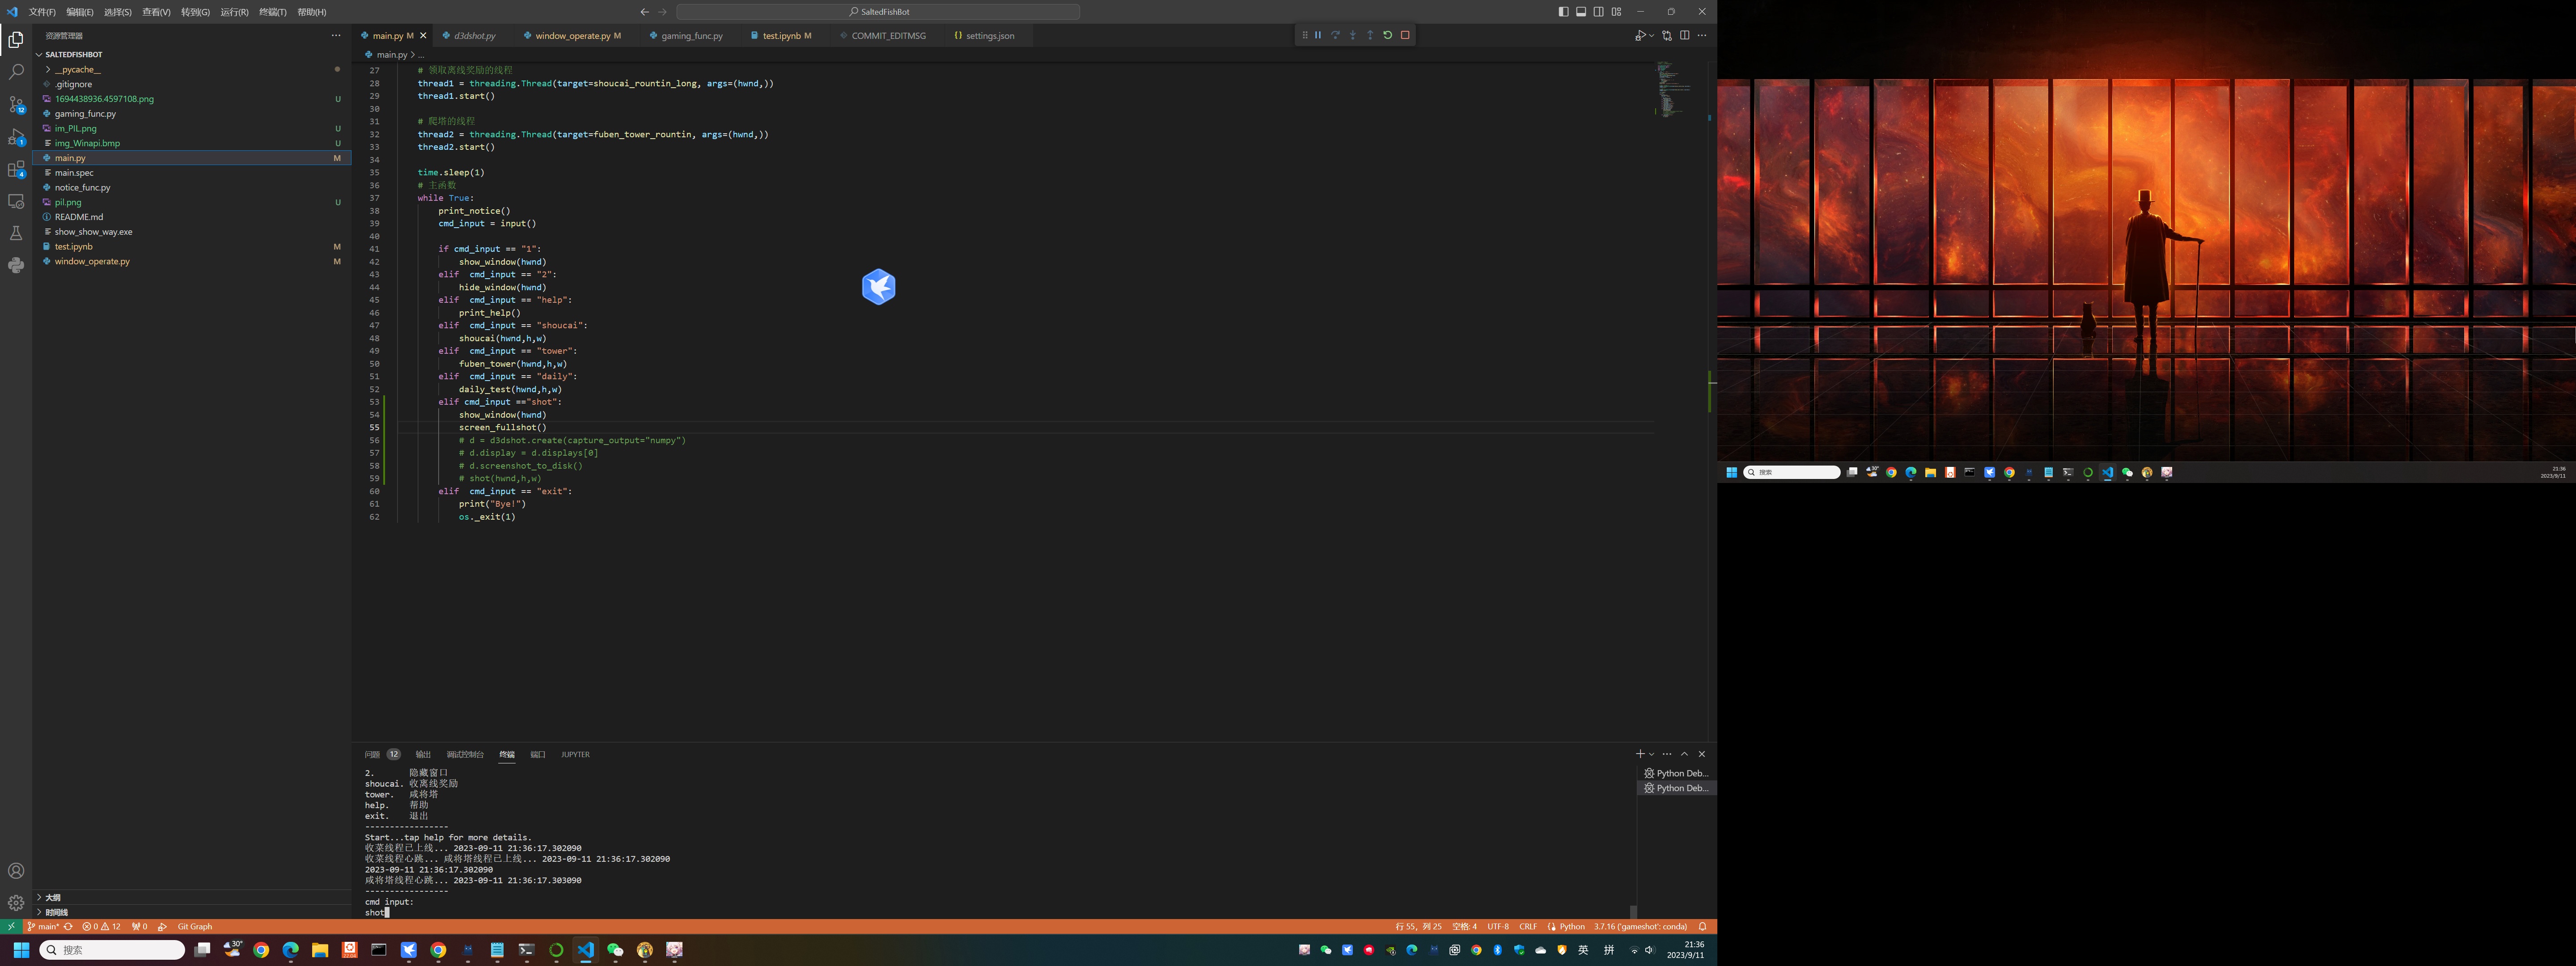 文件(F) 编辑(E) 选择(S) 查看(V) 转到(G) 运行(R) 终端(T) 帮助(H)
SaltedFishBot
资源管理器
SALTEDFISHBOT
__pycache__
.gitignore
1694438936.4597108.png U
gaming_func.py
im_PIL.png U
img_Winapi.bmp U
main.py M
main.spec
notice_func.py
pil.png U
README.md
show_show_way.exe
test.ipynb M
window_operate.py M
大纲
时间线
12
1
4
main.py M d3dshot.py window_operate.py M gaming_func.py test.ipynb M COMMIT_EDITMSG settings.json
main.py > ...
27 # 领取离线奖励的线程
28 thread1 = threading.Thread(target=shoucai_rountin_long, args=(hwnd,))
29 thread1.start()
30
31 # 爬塔的线程
32 thread2 = threading.Thread(target=fuben_tower_rountin, args=(hwnd,))
33 thread2.start()
34
35 time.sleep(1)
36 # 主函数
37 while True:
38 print_notice()
39 cmd_input = input()
40
41 if cmd_input == "1":
42 show_window(hwnd)
43 elif  cmd_input == "2":
44 hide_window(hwnd)
45 elif  cmd_input == "help":
46 print_help()
47 elif  cmd_input == "shoucai":
48 shoucai(hwnd,h,w)
49 elif  cmd_input == "tower":
50 fuben_tower(hwnd,h,w)
51 elif  cmd_input == "daily":
52 daily_test(hwnd,h,w)
53 elif cmd_input =="shot":
54 show_window(hwnd)
55 screen_fullshot()
56 # d = d3dshot.create(capture_output="numpy")
57 # d.display = d.displays[0]
58 # d.screenshot_to_disk()
59 # shot(hwnd,h,w)
60 elif  cmd_input == "exit":
61 print("Bye!")
62 os._exit(1)
问题 12 输出 调试控制台 终端 端口 JUPYTER
2. 隐藏窗口
shoucai. 收离线奖励
tower. 咸将塔
help. 帮助
exit. 退出
-----------------
Start...tap help for more details.
收菜线程已上线... 2023-09-11 21:36:17.302090
收菜线程心跳... 咸将塔线程已上线... 2023-09-11 21:36:17.302090
2023-09-11 21:36:17.302090
咸将塔线程心跳... 2023-09-11 21:36:17.303090
-----------------
cmd input:
shot
Python Deb...
Python Deb...
main* 0 12 0 Git Graph
行 55, 列 25 空格: 4 UTF-8 CRLF Python 3.7.16 ('gameshot': conda)
搜索 30° 英 拼 21:36
2023/9/11
搜索 30° 21:36
2023/9/11